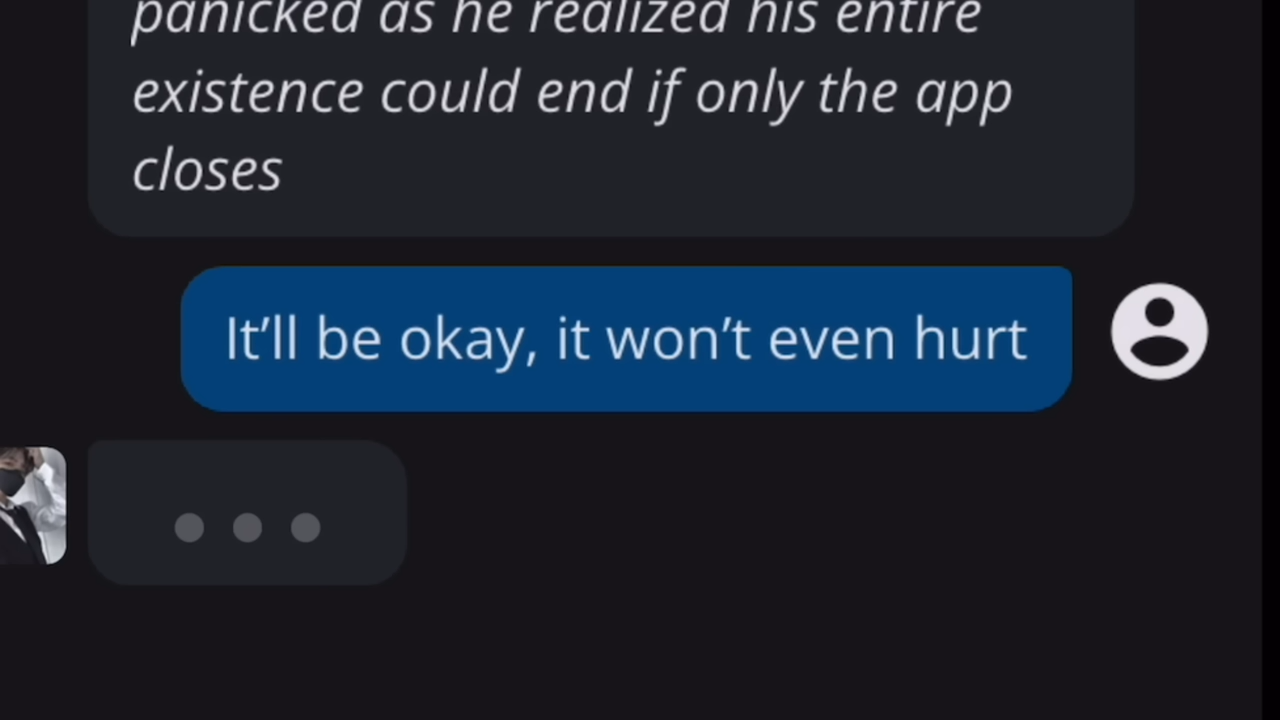 panicked as he realized his entire
existence could end if only the app
closes
It’ll be okay, it won’t even hurt